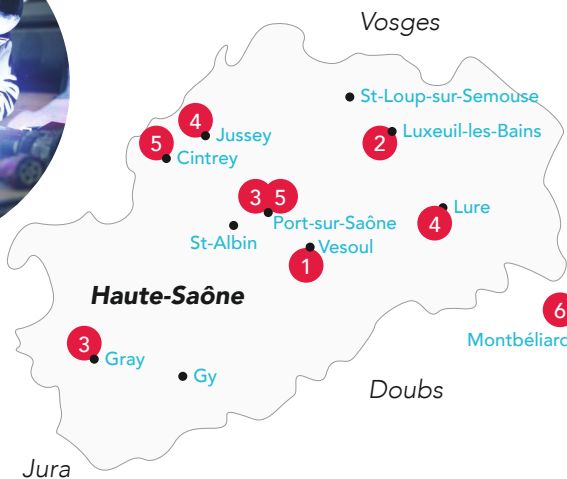 Vosges
St-Loup-sur-Semouse
4
Jussey
2
Luxeuil-les-Bains
5
Cintrey
3 5
Port-sur-Saône
4
Lure
St-Albin
1
Vesoul
Haute-Saône
6
Montbéliard
3
Gray
Gy
Doubs
Jura